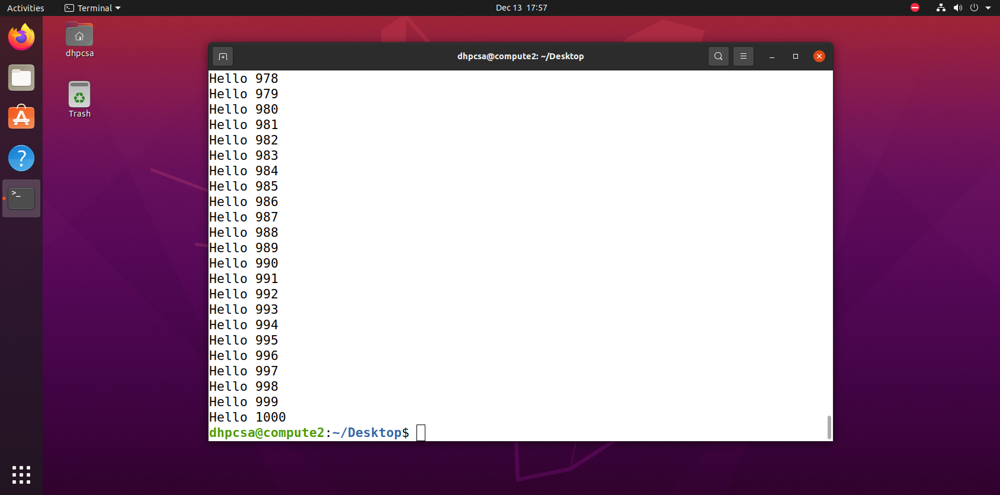 Activities
Terminal
Dec 13 17:57
dhpcsa
Trash
dhpcsa@compute2: ~/Desktop
Hello 978
Hello 979
Hello 980
Hello 981
Hello 982
Hello 983
Hello 984
Hello 985
Hello 986
Hello 987
Hello 988
Hello 989
Hello 990
Hello 991
Hello 992
Hello 993
Hello 994
Hello 995
Hello 996
Hello 997
Hello 998
Hello 999
Hello 1000
dhpcsa@compute2:~/Desktop$